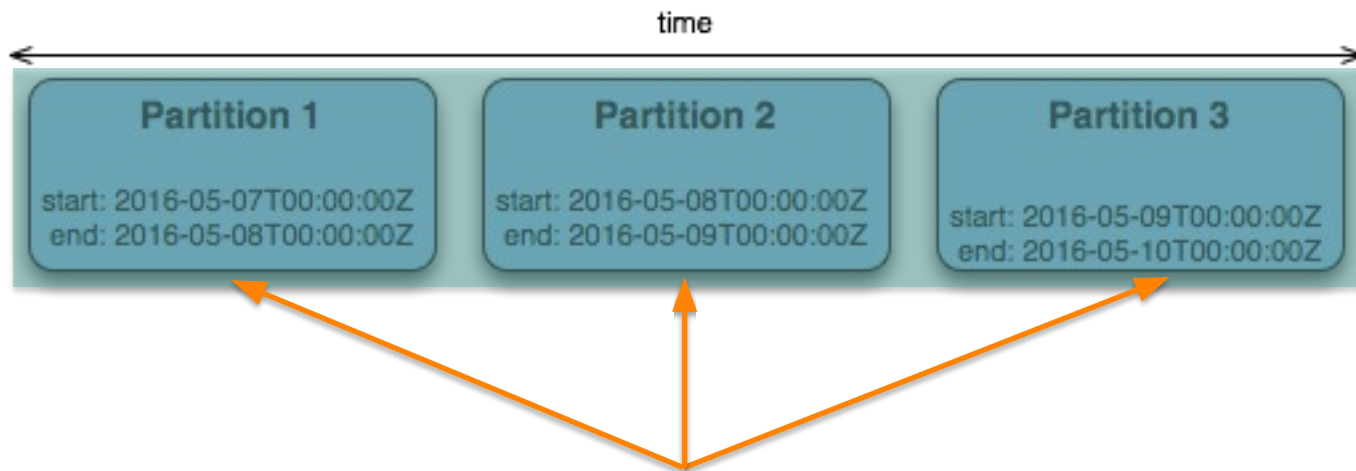 time
Partition 1
start: 2016-05-07T00:00:00Z
end: 2016-05-08T00:00:00Z
Partition 2
start: 2016-05-08T00:00:00Z
end: 2016-05-09T00:00:00Z
Partition 3
start: 2016-05-09T00:00:00Z
end: 2016-05-10T00:00:00Z